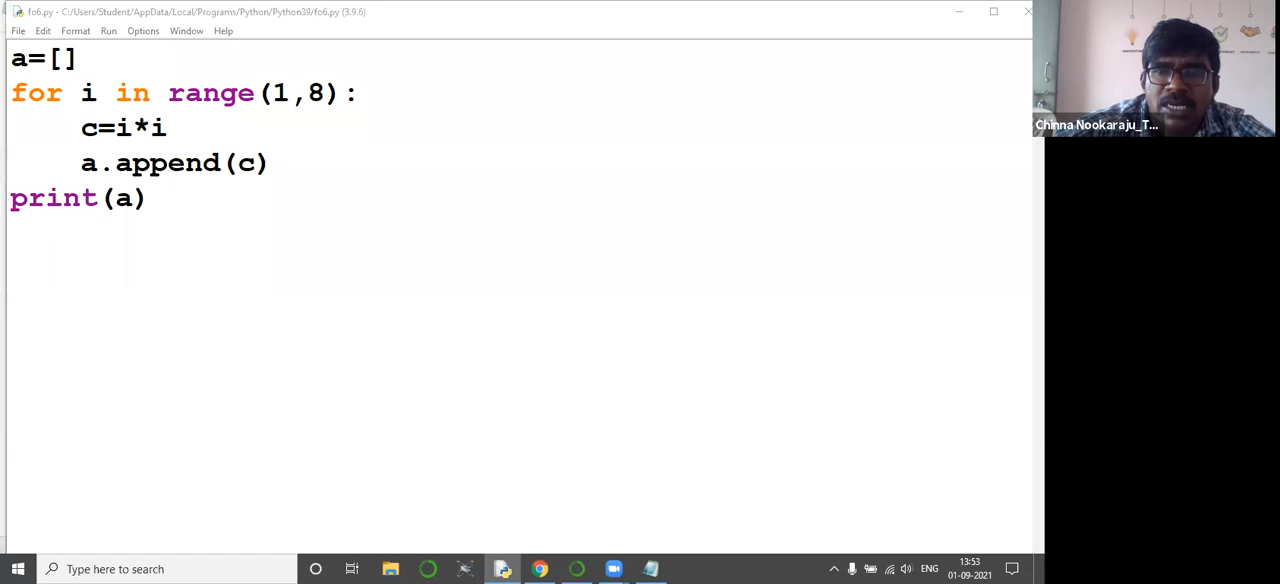 fo6.py - C:/Users/Student/AppData/Local/Programs/Python/Python39/fo6.py (3.9.6)
File Edit Format Run Options Window Help
a=[]
for i in range(1,8):
    c=i*i
    a.append(c)
print(a)
Chinna Nookaraju_T...
Type here to search
ENG
13:53
01-09-2021